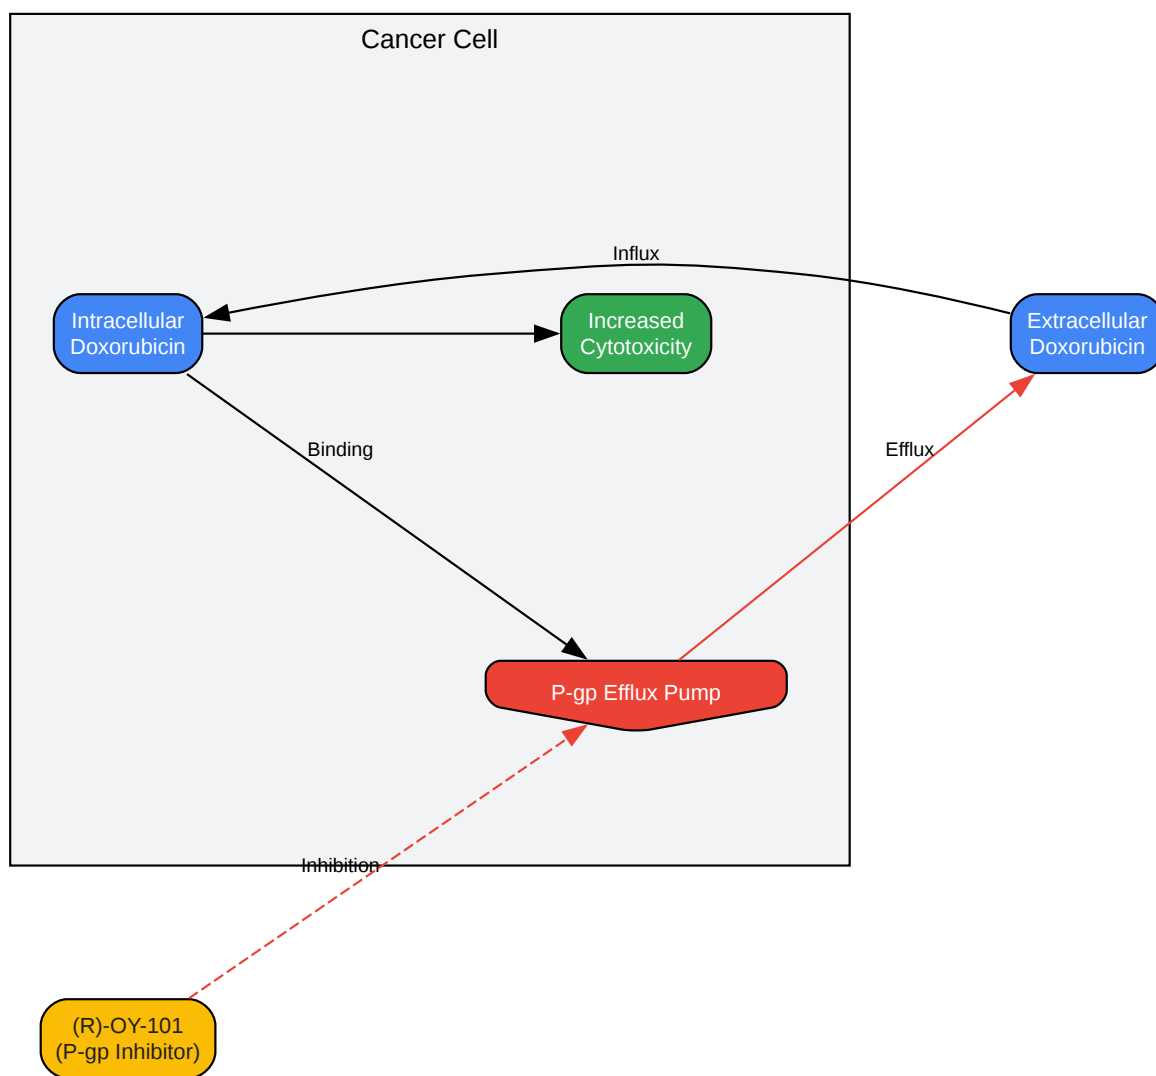 Cancer Cell
Influx
Intracellular
Doxorubicin
Increased
Cytotoxicity
Extracellular
Doxorubicin
Binding
Efflux
P-gp Efflux Pump
Inhibition
(R)-OY-101
(P-gp Inhibitor)